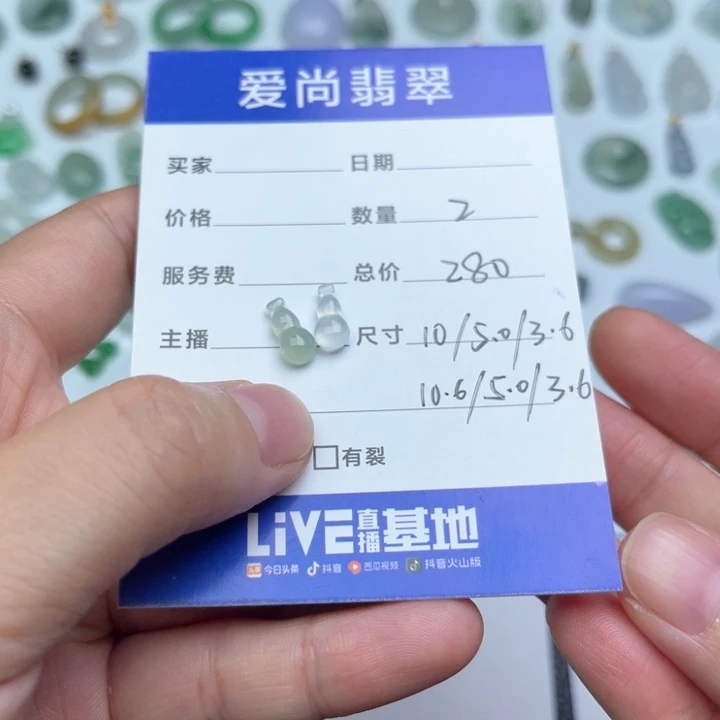 爱尚翡翠
买家 日期
价格 数量 2
服务费 总价 280
主播 尺寸 10/5.0/3.6
10.6/5.0/3.6
有裂
LiVE直播基地
头条 今日头条 抖音 西瓜视频 抖音火山版